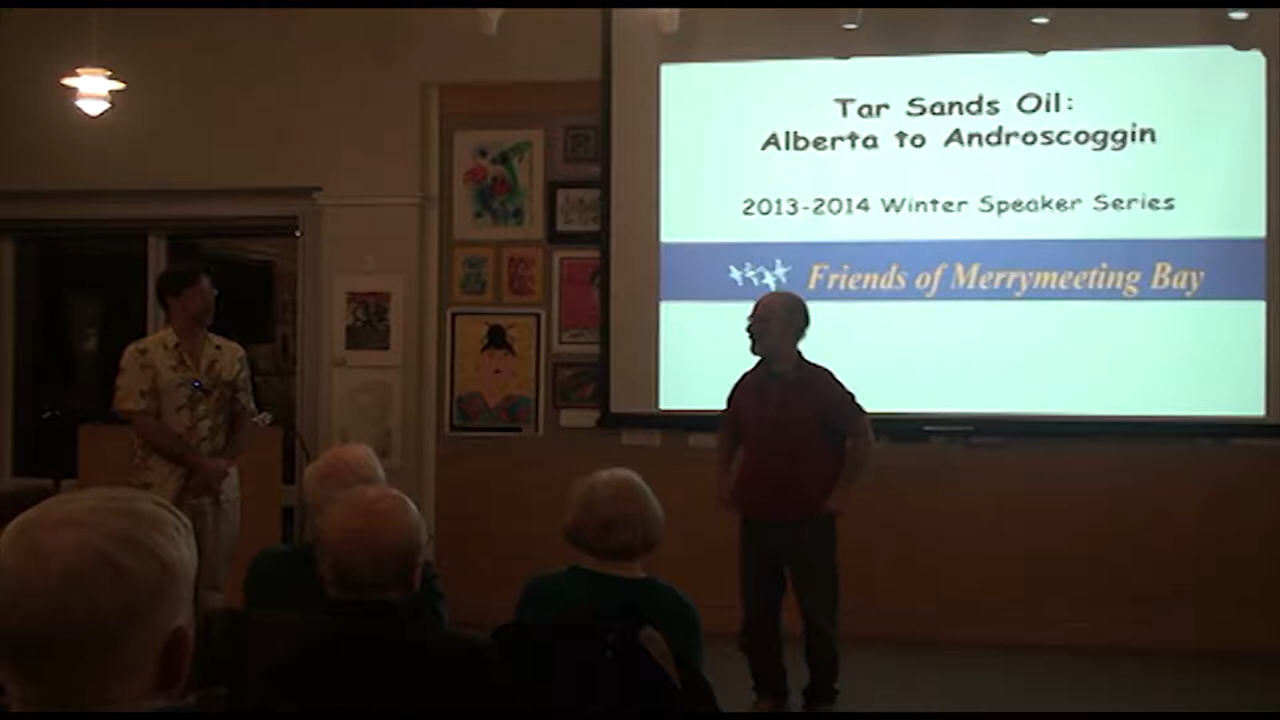 Tar Sands Oil:
Alberta to Androscoggin
2013-2014 Winter Speaker Series
Friends of Merrymeeting Bay